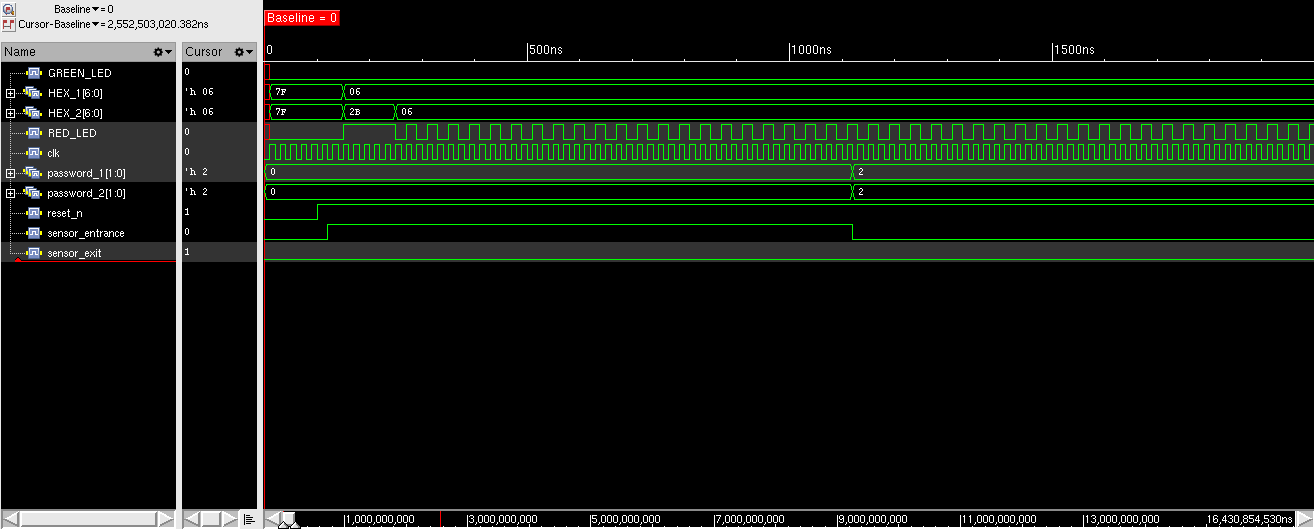 Baseline▼= 0
Cursor-Baseline▼= 2,552,503,020.382ns
Baseline = 0
Name
Cursor
0
500ns
1000ns
1500ns
GREEN_LED
0
HEX_1[6:0]
'h 06
7F
06
HEX_2[6:0]
'h 06
7F
2B
06
RED_LED
0
clk
0
password_1[1:0]
'h 2
0
2
password_2[1:0]
'h 2
0
2
reset_n
1
sensor_entrance
0
sensor_exit
1
1,000,000,000
3,000,000,000
5,000,000,000
7,000,000,000
9,000,000,000
11,000,000,000
13,000,000,000
16,430,854,530ns